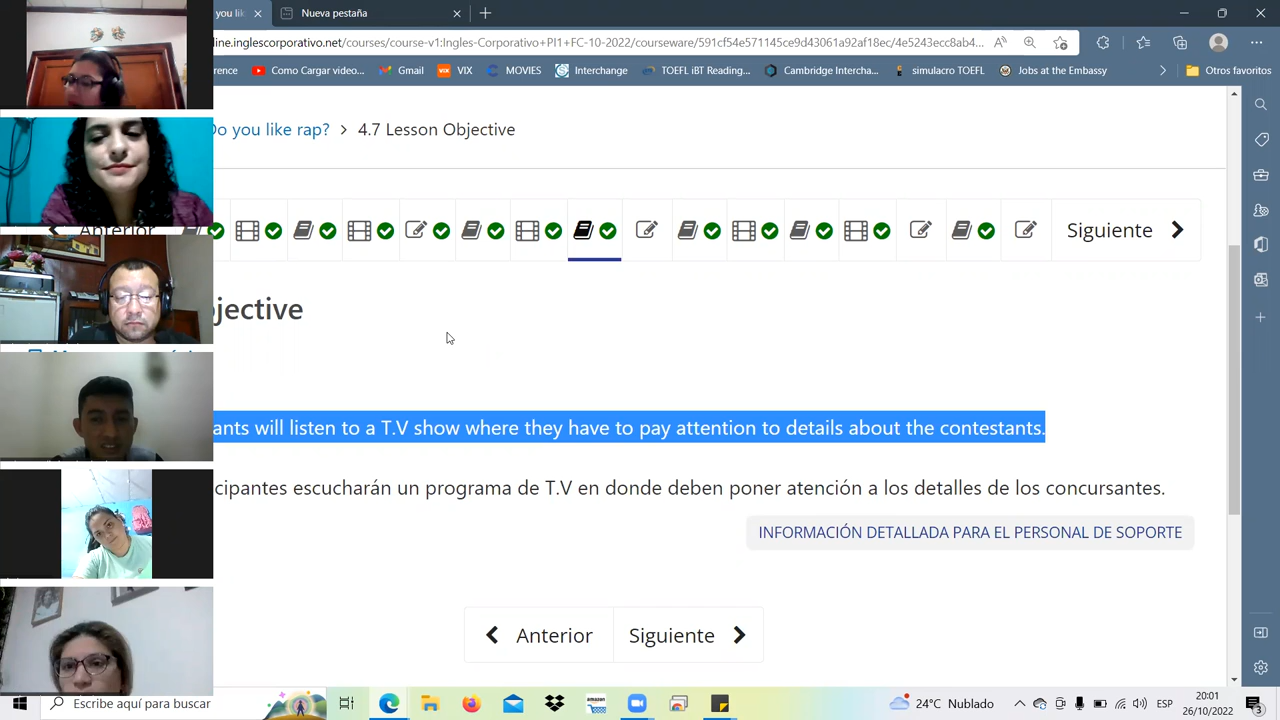 you li
Nueva pestaña
line.inglescorporativo.net/courses/course-v1:Ingles-Corporativo+PI1+FC-10-2022/courseware/591cf54e571145ce9d43061a92af18ec/4e5243ecc8ab4...
rence
Como Cargar video...
Gmail
VIX
MOVIES
Interchange
TOEFL iBT Reading...
Cambridge Intercha...
simulacro TOEFL
Jobs at the Embassy
Otros favoritos
Do you like rap? > 4.7 Lesson Objective
Anterior
Siguiente
bjective
ants will listen to a T.V show where they have to pay attention to details about the contestants.
cipantes escucharán un programa de T.V en donde deben poner atención a los detalles de los concursantes.
INFORMACIÓN DETALLADA PARA EL PERSONAL DE SOPORTE
Anterior
Siguiente
Escribe aquí para buscar
amazon
24°C Nublado
ESP
20:01
26/10/2022
3